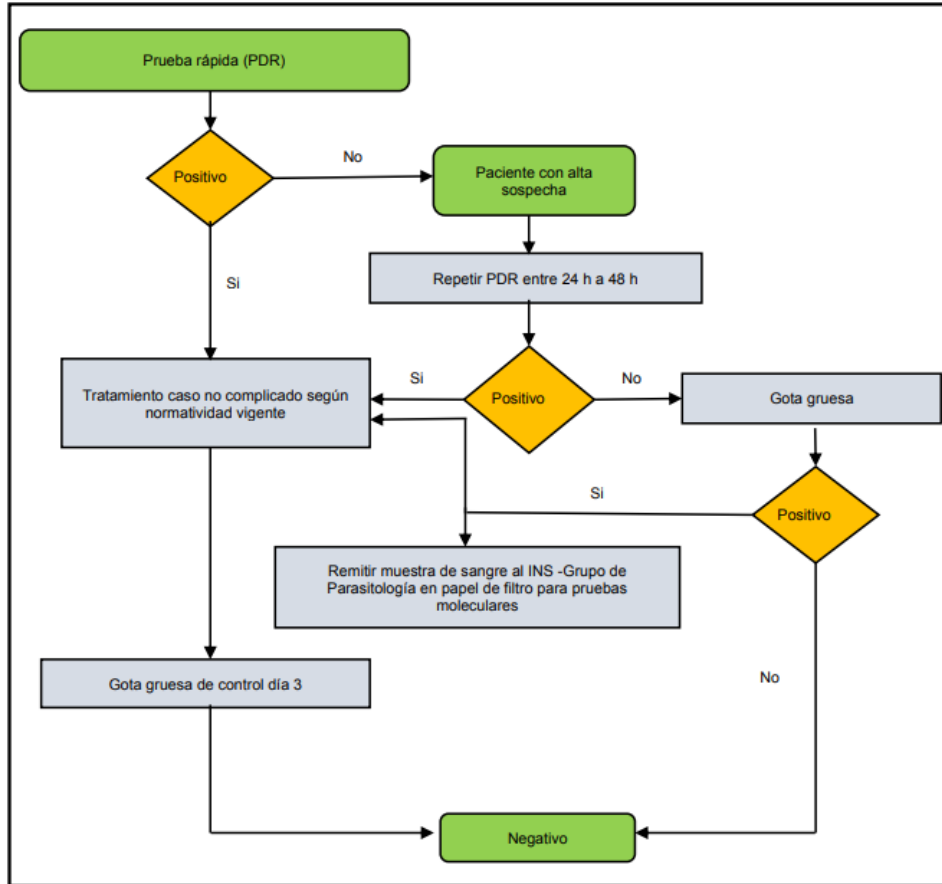 Prueba rápida (PDR)
Positivo
No
Paciente con alta
sospecha
Si
Repetir PDR entre 24 h a 48 h
Tratamiento caso no complicado según
normatividad vigente
Si
Positivo
No
Gota gruesa
Si
Positivo
Remitir muestra de sangre al INS -Grupo de
Parasitología en papel de filtro para pruebas
moleculares
No
Gota gruesa de control día 3
Negativo